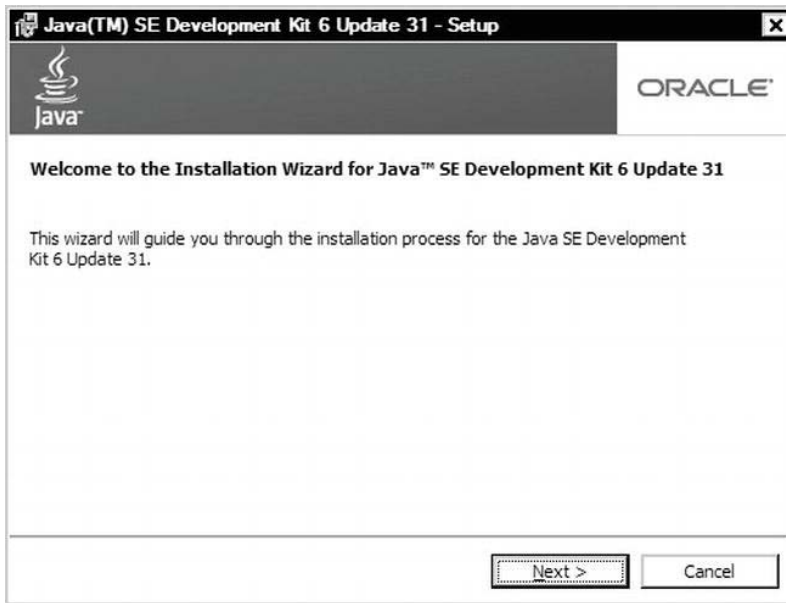 Java(TM) SE Development Kit 6 Update 31 - Setup
Java™
ORACLE®
Welcome to the Installation Wizard for Java™ SE Development Kit 6 Update 31
This wizard will guide you through the installation process for the Java SE Development
Kit 6 Update 31.
Next >
Cancel